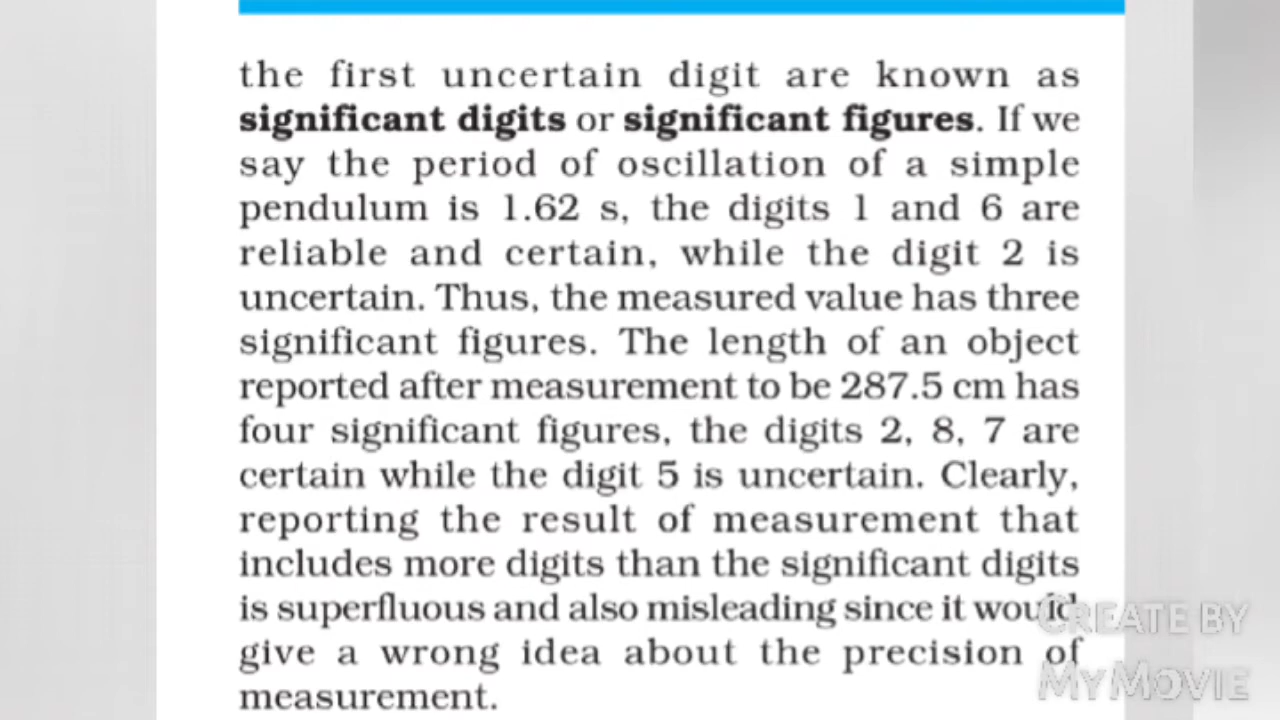 the first uncertain digit are known as
significant digits or significant figures. If we
say the period of oscillation of a simple
pendulum is 1.62 s, the digits 1 and 6 are
reliable and certain, while the digit 2 is
uncertain. Thus, the measured value has three
significant figures. The length of an object
reported after measurement to be 287.5 cm has
four significant figures, the digits 2, 8, 7 are
certain while the digit 5 is uncertain. Clearly,
reporting the result of measurement that
includes more digits than the significant digits
is superfluous and also misleading since it would
give a wrong idea about the precision of
measurement.
CREATE BY
MYMOVIE